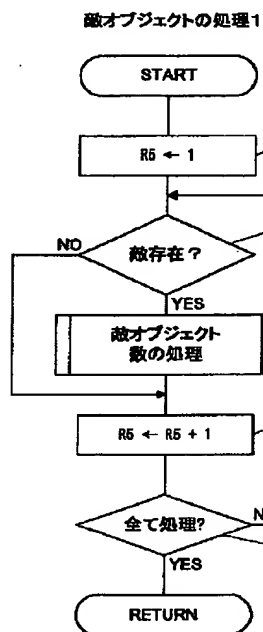 敵オブジェクトの処理1
START
R5 ← 1
敵存在？
NO
YES
敵オブジェクト
数の処理
R5 ← R5 + 1
全て処理?
N
YES
RETURN